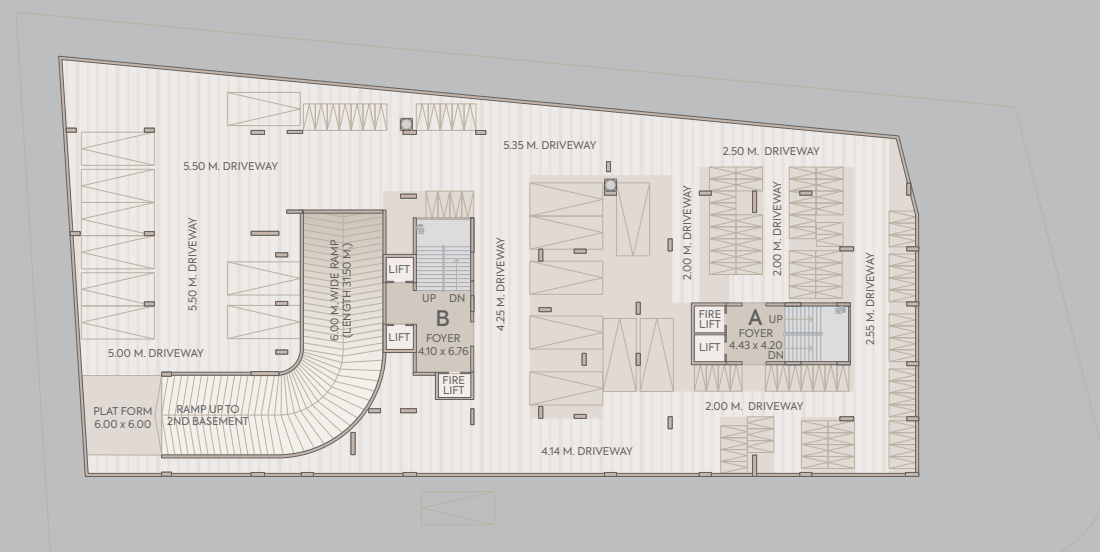 5.35 M. DRIVEWAY
2.50 M. DRIVEWAY
5.50 M. DRIVEWAY
5.50 M. DRIVEWAY
6.00 M. WIDE RAMP
(LENGTH 31.50 M.)
LIFT
UP DN
B
FOYER
4.10 x 6.76
LIFT
FIRE
LIFT
4.25 M. DRIVEWAY
2.00 M. DRIVEWAY
2.00 M. DRIVEWAY
2.55 M. DRIVEWAY
FIRE
LIFT
LIFT
A UP
FOYER
4.43 x 4.20
DN
5.00 M. DRIVEWAY
PLAT FORM
6.00 x 6.00
RAMP UP TO
2ND BASEMENT
2.00 M. DRIVEWAY
4.14 M. DRIVEWAY